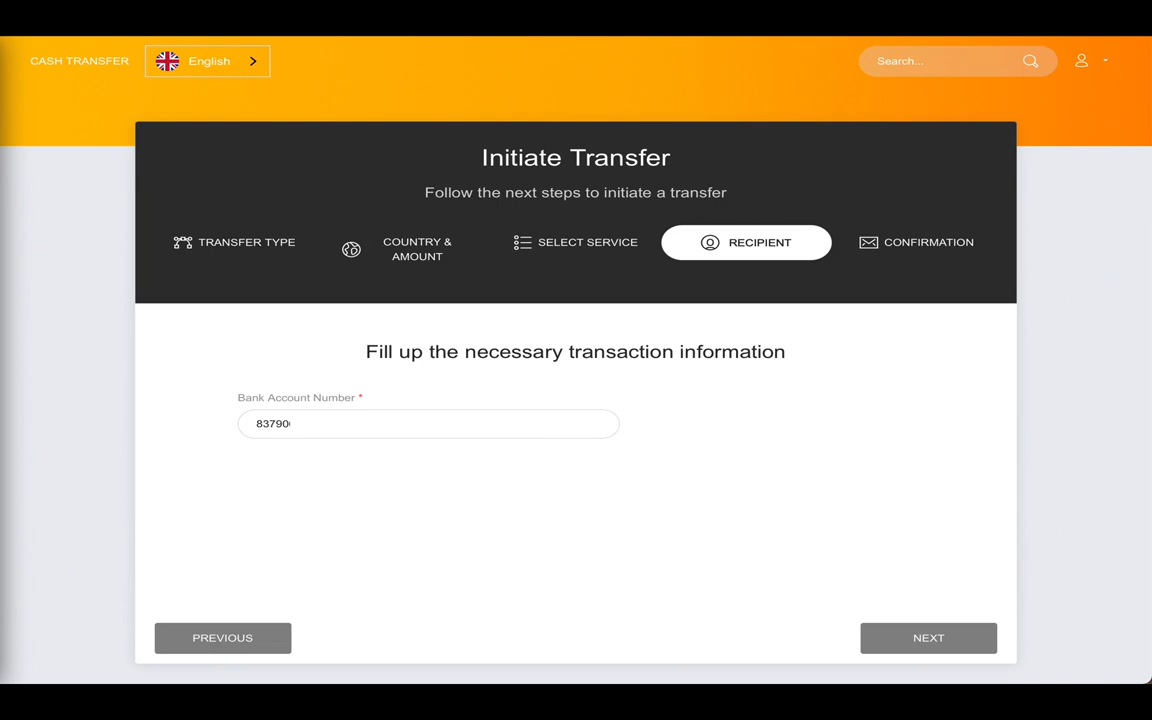 CASH TRANSFER
English
Search...
Initiate Transfer
Follow the next steps to initiate a transfer
TRANSFER TYPE
COUNTRY &
AMOUNT
SELECT SERVICE
RECIPIENT
CONFIRMATION
Fill up the necessary transaction information
Bank Account Number *
83790
PREVIOUS
NEXT